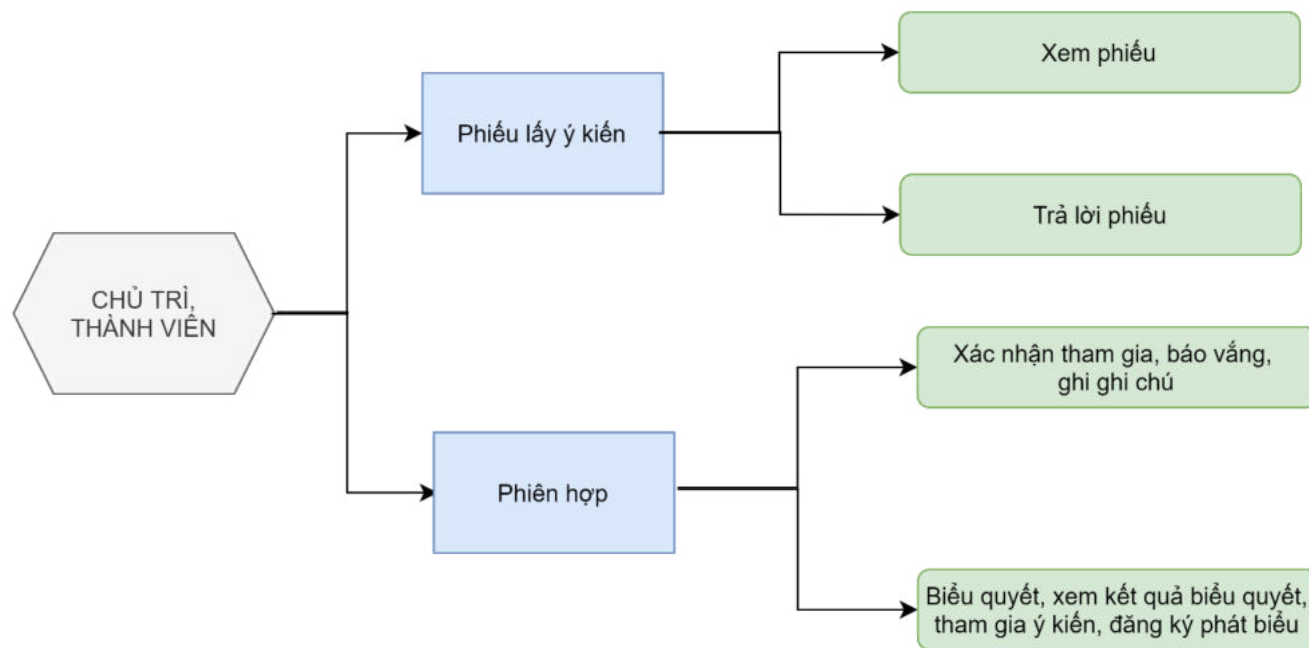 Xem phiếu
Phiếu lấy ý kiến
Trả lời phiếu
CHỦ TRÌ,
THÀNH VIÊN
Xác nhận tham gia, báo vắng,
ghi ghi chú
Phiên hợp
Biểu quyết, xem kết quả biểu quyết,
tham gia ý kiến, đăng ký phát biểu